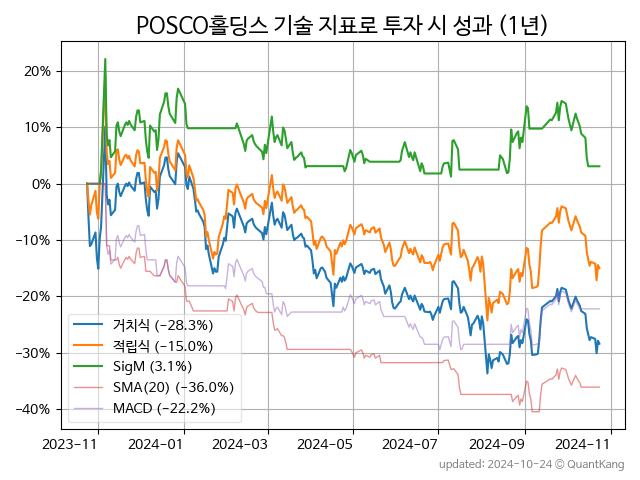 POSCO홀딩스 기술 지표로 투자 시 성과 (1년)
20%
10%
0%
−10%
−20%
−30%
−40%
거치식 (−28.3%)
적립식 (−15.0%)
SigM (3.1%)
SMA(20) (−36.0%)
MACD (−22.2%)
2023−11 2024−01 2024−03 2024−05 2024−07 2024−09 2024−11
updated: 2024−10−24 © QuantKang